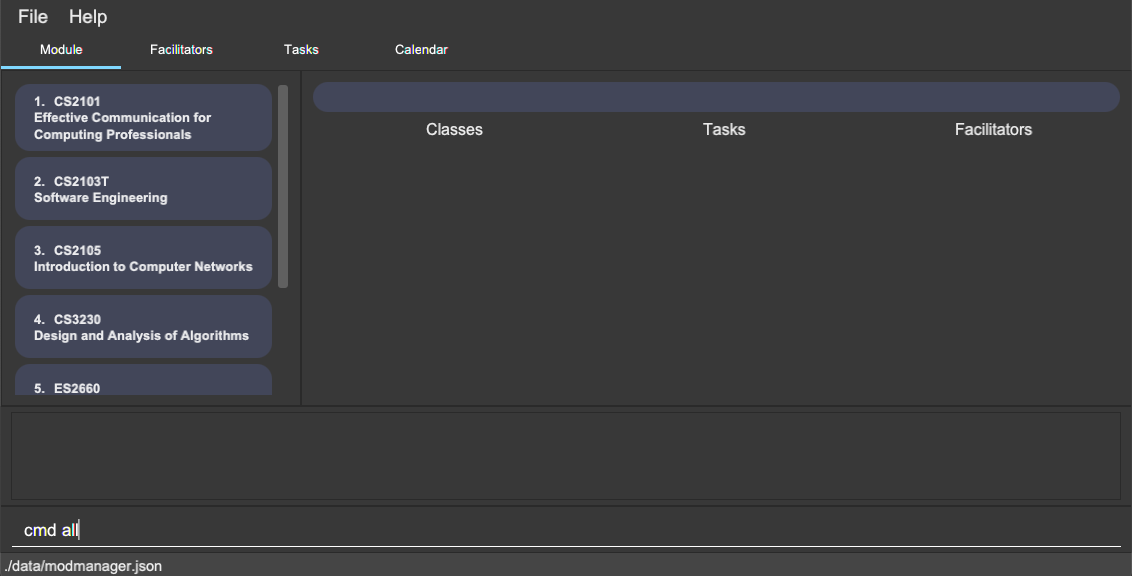 File Help
Module Facilitators Tasks Calendar
1. CS2101
Effective Communication for
Computing Professionals
2. CS2103T
Software Engineering
3. CS2105
Introduction to Computer Networks
4. CS3230
Design and Analysis of Algorithms
5. ES2660
Classes Tasks Facilitators
cmd all
./data/modmanager.json